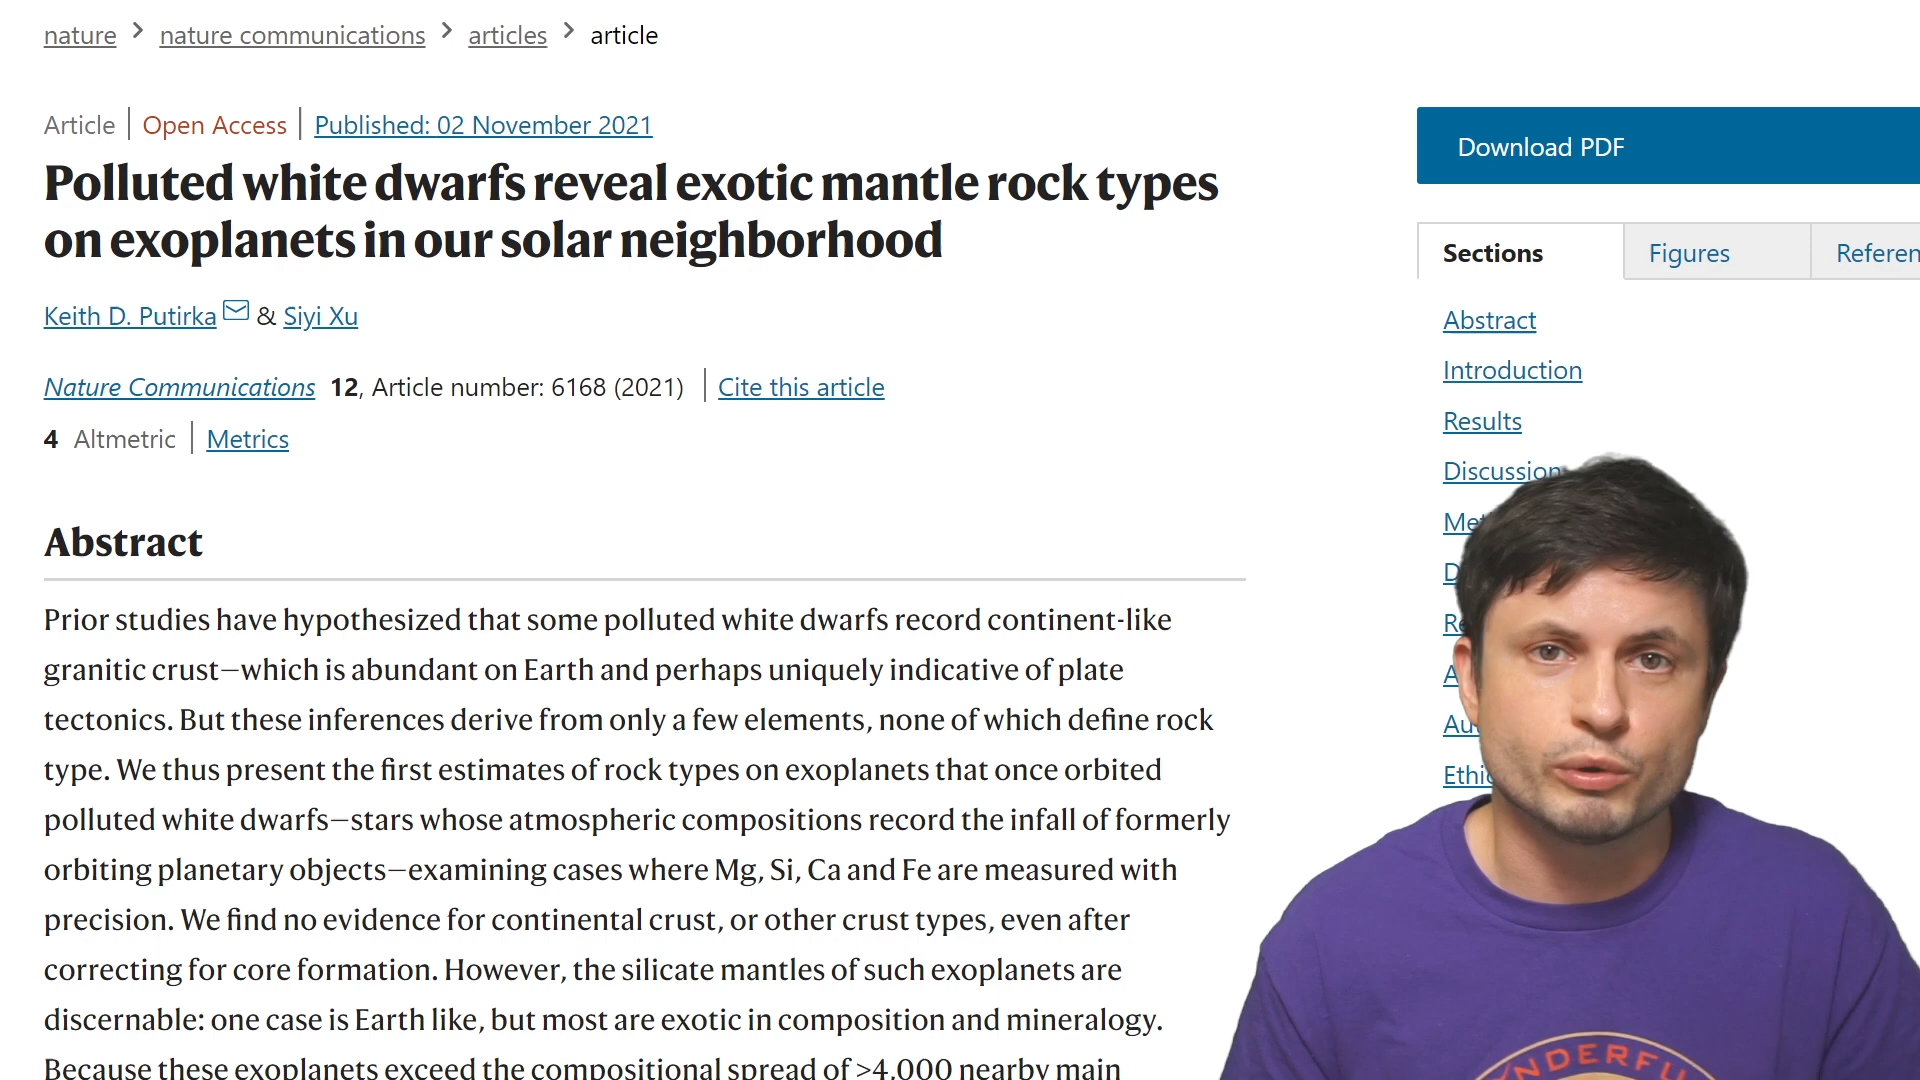 nature > nature communications > articles > article
Article | Open Access | Published: 02 November 2021
Download PDF
Polluted white dwarfs reveal exotic mantle rock types
on exoplanets in our solar neighborhood
Keith D. Putirka & Siyi Xu
Nature Communications 12, Article number: 6168 (2021) | Cite this article
4 Altmetric | Metrics
Abstract
Prior studies have hypothesized that some polluted white dwarfs record continent-like
granitic crust—which is abundant on Earth and perhaps uniquely indicative of plate
tectonics. But these inferences derive from only a few elements, none of which define rock
type. We thus present the first estimates of rock types on exoplanets that once orbited
polluted white dwarfs—stars whose atmospheric compositions record the infall of formerly
orbiting planetary objects—examining cases where Mg, Si, Ca and Fe are measured with
precision. We find no evidence for continental crust, or other crust types, even after
correcting for core formation. However, the silicate mantles of such exoplanets are
discernable: one case is Earth like, but most are exotic in composition and mineralogy.
Because these exoplanets exceed the compositional spread of >4,000 nearby main
Sections Figures Referen
Abstract
Introduction
Results
Discussion
Met
D
Re
A
Au
Ethic
NDERFU